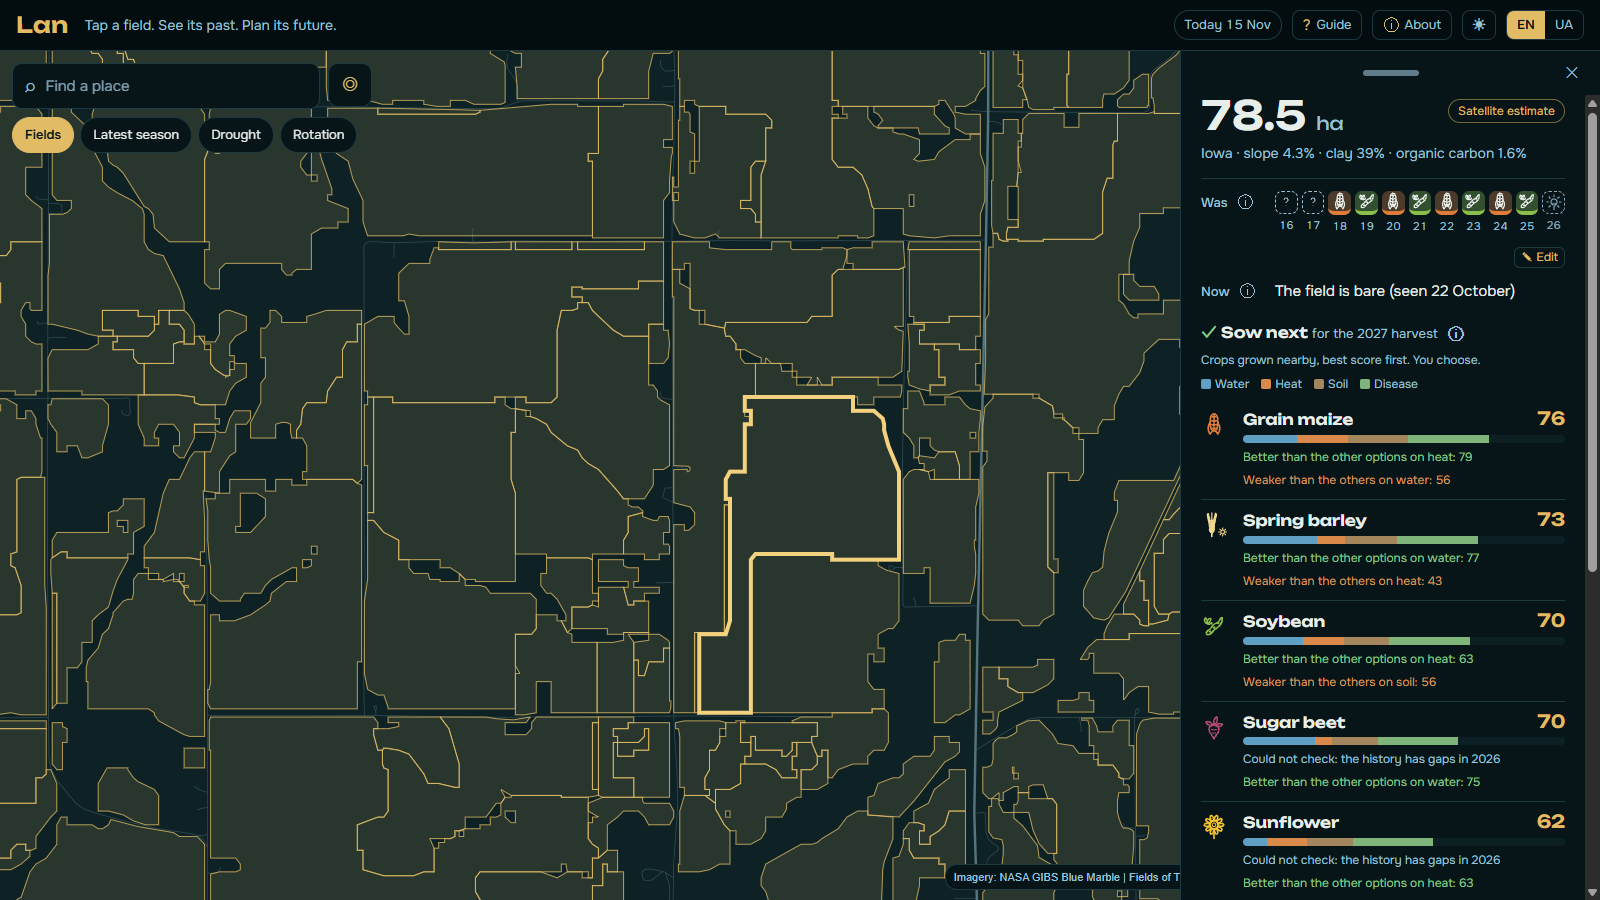 Lan
Tap a field. See its past. Plan its future.
Today 15 Nov
? Guide
About
EN
UA
Find a place
Fields
Latest season
Drought
Rotation
78.5 ha
Satellite estimate
Iowa · slope 4.3% · clay 39% · organic carbon 1.6%
Was
? ?
16 17 18 19 20 21 22 23 24 25 26
Edit
Now
The field is bare (seen 22 October)
Sow next for the 2027 harvest
Crops grown nearby, best score first. You choose.
Water Heat Soil Disease
Grain maize 76
Better than the other options on heat: 79
Weaker than the others on water: 56
Spring barley 73
Better than the other options on water: 77
Weaker than the others on heat: 43
Soybean 70
Better than the other options on heat: 63
Weaker than the others on soil: 56
Sugar beet 70
Could not check: the history has gaps in 2026
Better than the other options on water: 75
Sunflower 62
Could not check: the history has gaps in 2026
Better than the other options on heat: 63
Imagery: NASA GIBS Blue Marble | Fields of T